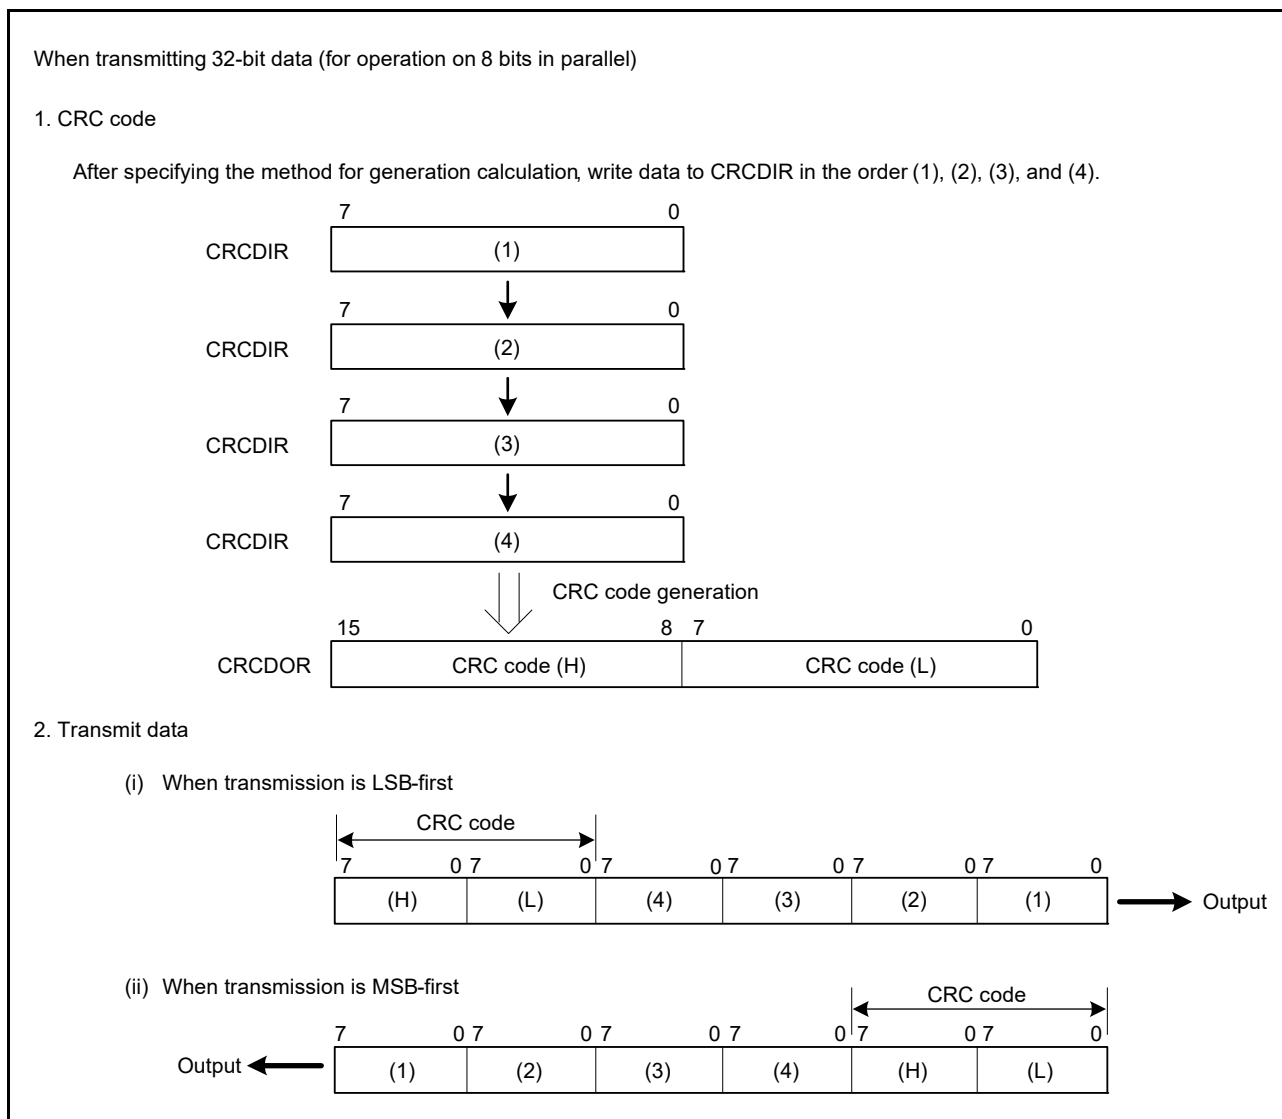 When transmitting 32-bit data (for operation on 8 bits in parallel)
1. CRC code
After specifying the method for generation calculation, write data to CRCDIR in the order (1), (2), (3), and (4).
7 0
CRCDIR (1)
7 0
CRCDIR (2)
7 0
CRCDIR (3)
7 0
CRCDIR (4)
CRC code generation
15 8 7 0
CRCDOR CRC code (H) CRC code (L)
2. Transmit data
(i) When transmission is LSB-first
CRC code
7 0 7 0 7 0 7 0 7 0 7 0
(H) (L) (4) (3) (2) (1) Output
(ii) When transmission is MSB-first
CRC code
7 0 7 0 7 0 7 0 7 0 7 0
Output (1) (2) (3) (4) (H) (L)